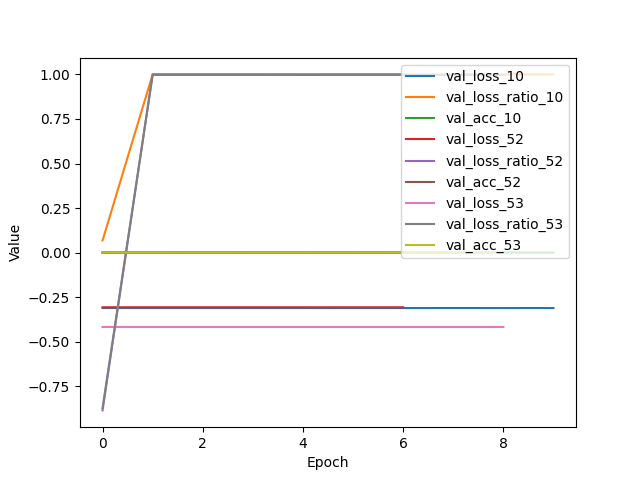 1.00
0.75
0.50
0.25
0.00
−0.25
−0.50
−0.75
Value
0
2
4
6
8
Epoch
val_loss_10
val_loss_ratio_10
val_acc_10
val_loss_52
val_loss_ratio_52
val_acc_52
val_loss_53
val_loss_ratio_53
val_acc_53